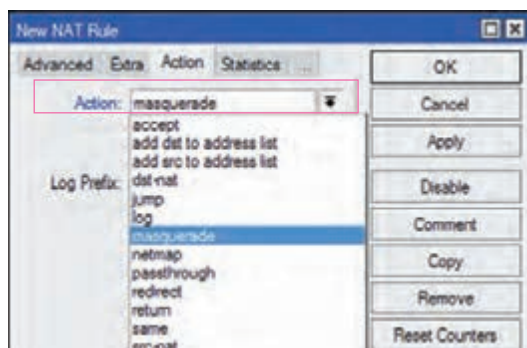 New NAT Rule
Advanced Extra Action Statistics ...
Action: masquerade
accept
add dst to address list
add src to address list
Log Prefix: dst-nat
jump
log
masquerade
netmap
passthrough
redirect
return
same
src-nat
OK
Cancel
Apply
Disable
Comment
Copy
Remove
Reset Counters